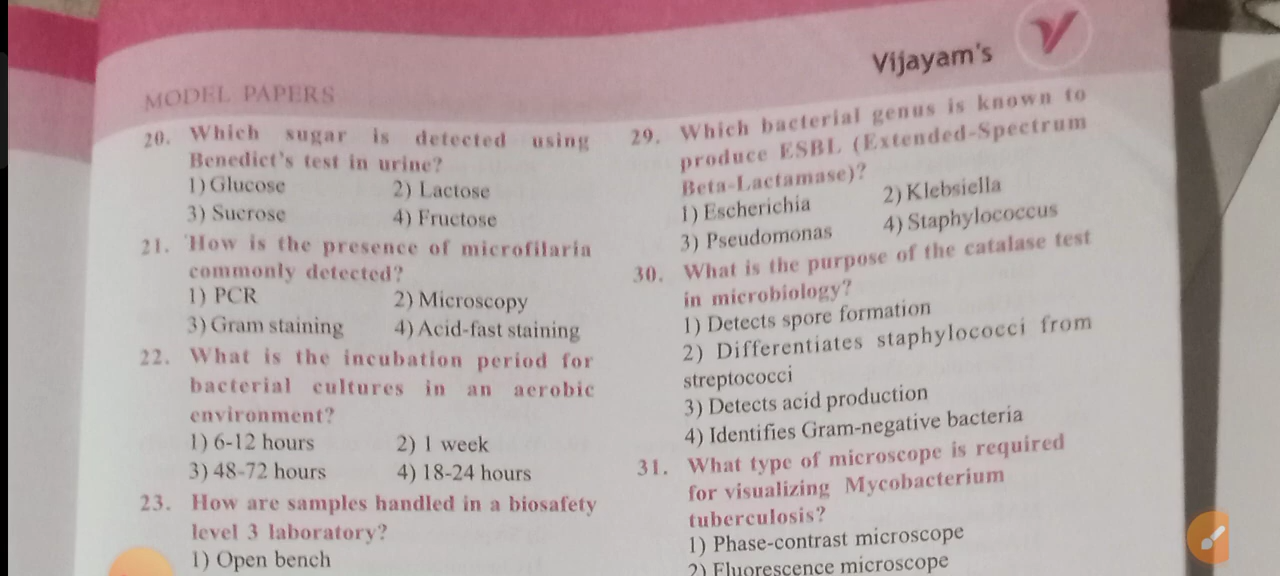 Vijayam's
MODEL PAPERS
20. Which sugar is detected using
Benedict's test in urine?
1) Glucose 2) Lactose
3) Sucrose 4) Fructose
21. How is the presence of microfilaria
commonly detected?
1) PCR 2) Microscopy
3) Gram staining 4) Acid-fast staining
22. What is the incubation period for
bacterial cultures in an aerobic
environment?
1) 6-12 hours 2) 1 week
3) 48-72 hours 4) 18-24 hours
23. How are samples handled in a biosafety
level 3 laboratory?
1) Open bench
29. Which bacterial genus is known to
produce ESBL (Extended-Spectrum
Beta-Lactamase)?
1) Escherichia 2) Klebsiella
3) Pseudomonas 4) Staphylococcus
30. What is the purpose of the catalase test
in microbiology?
1) Detects spore formation
2) Differentiates staphylococci from
streptococci
3) Detects acid production
4) Identifies Gram-negative bacteria
31. What type of microscope is required
for visualizing Mycobacterium
tuberculosis?
1) Phase-contrast microscope
2) Fluorescence microscope